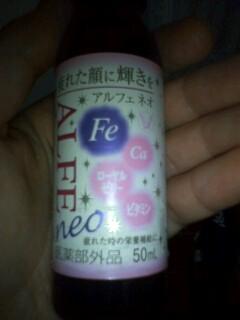 疲れた顔に輝きを
アルフェ ネオ
ALFE
neo
Fe
Ca
ローヤル
ゼリー
ビタミン
疲れた時の栄養補給に
医薬部外品 50mL